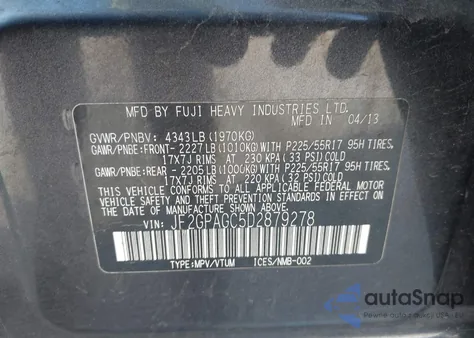 MFD BY FUJI HEAVY INDUSTRIES LTD.
MADE IN JAPAN 04/13
GVWR/PNBV: 4343LB (1970KG)
GAWR/PNBE:FRONT- 2227LB (1010KG) WITH P225/55R17 95H TIRES,
17X7J RIMS AT 230 KPA (33 PSI) COLD
GAWR/PNBE:REAR - 2205LB (1000KG) WITH P225/55R17 95H TIRES,
17X7J RIMS AT 220 KPA (32 PSI) COLD
THIS VEHICLE CONFORMS TO ALL APPLICABLE
FEDERAL MOTOR VEHICLE SAFETY STANDARDS
IN EFFECT ON THE DATE OF MANUFACTURE SHOWN ABOVE.
VIN: JF2GPAGC5D2879278
TYPE:MPV/VTUM ICES/NMB-002
autoSnap